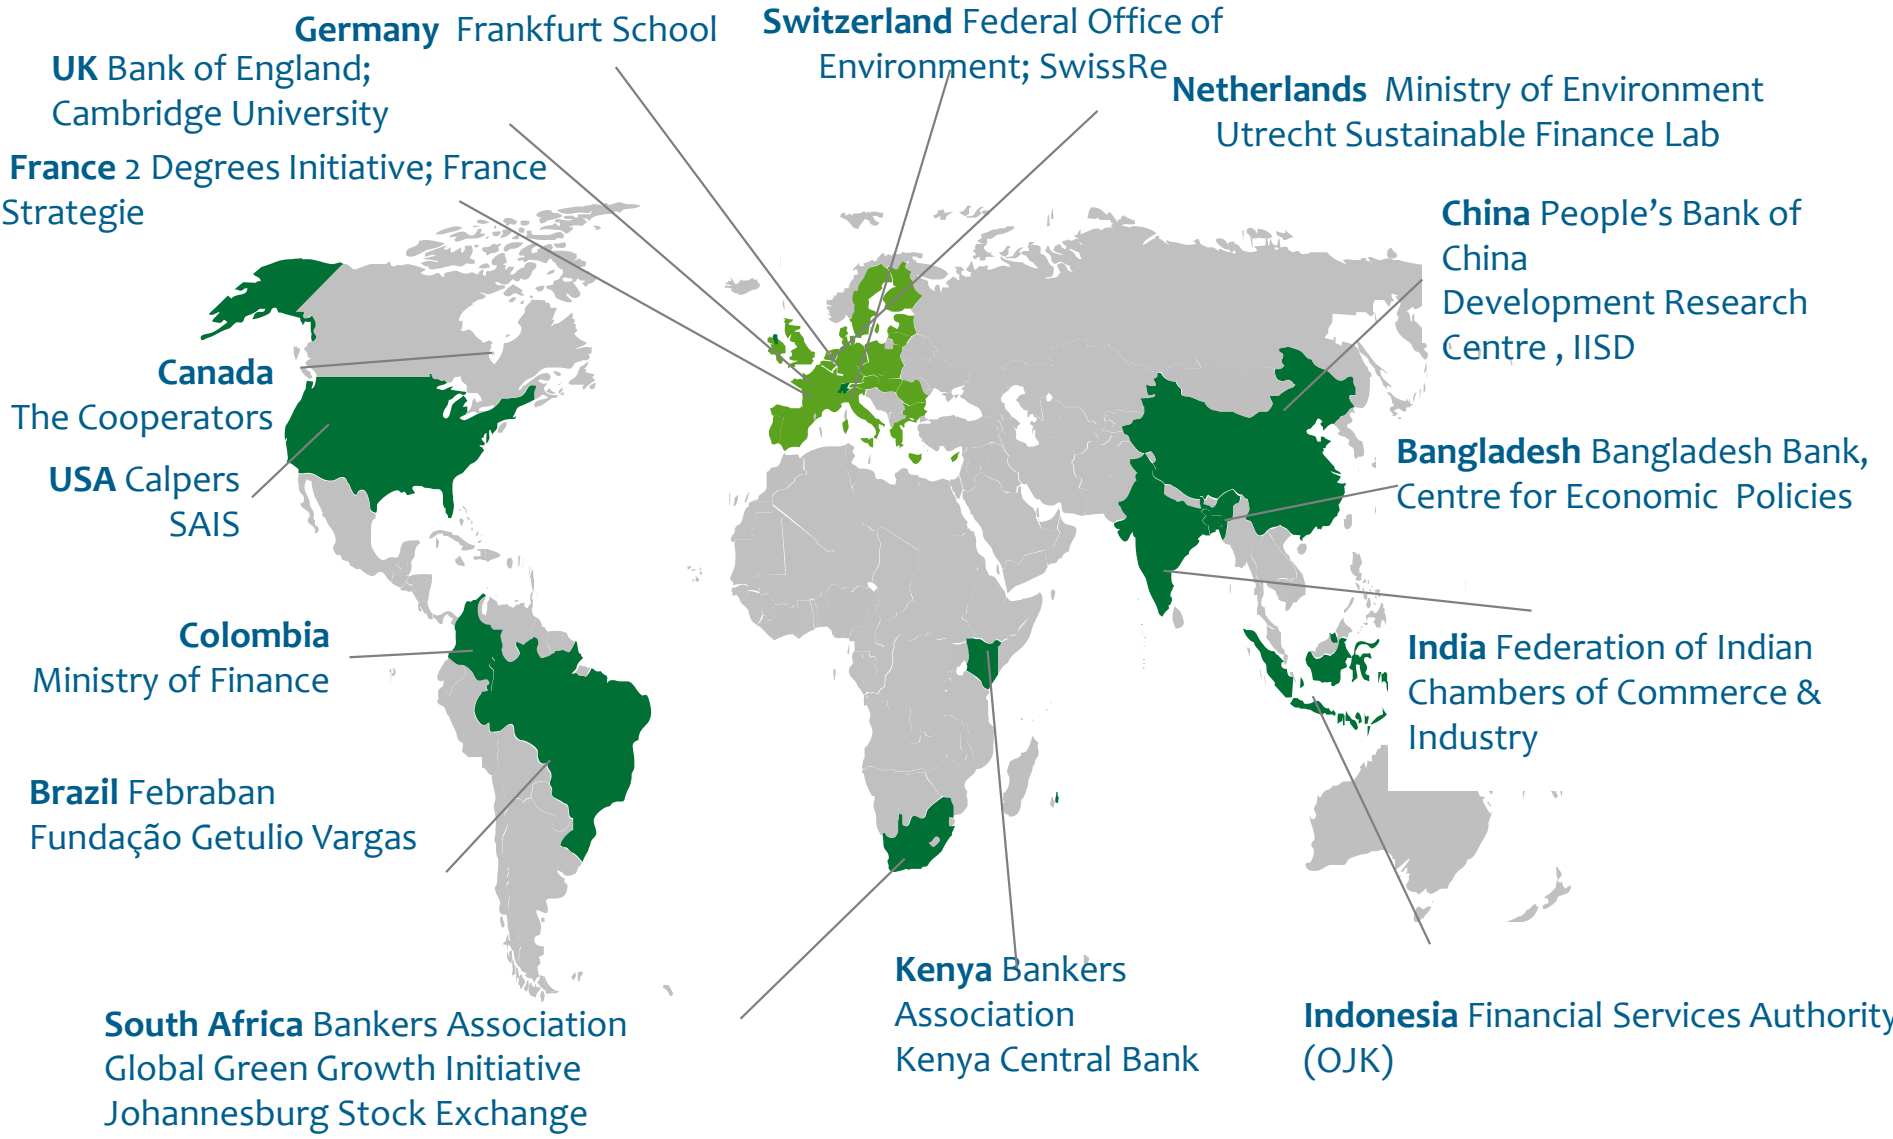 Germany Frankfurt School
Switzerland Federal Office of
Environment; SwissRe
UK Bank of England;
Cambridge University
Netherlands Ministry of Environment
Utrecht Sustainable Finance Lab
France 2 Degrees Initiative; France
Strategie
China People’s Bank of
China
Development Research
Centre , IISD
Canada
The Cooperators
USA Calpers
SAIS
Bangladesh Bangladesh Bank,
Centre for Economic Policies
Colombia
Ministry of Finance
India Federation of Indian
Chambers of Commerce &
Industry
Brazil Febraban
Fundação Getulio Vargas
Kenya Bankers
Association
Kenya Central Bank
South Africa Bankers Association
Global Green Growth Initiative
Johannesburg Stock Exchange
Indonesia Financial Services Authority
(OJK)